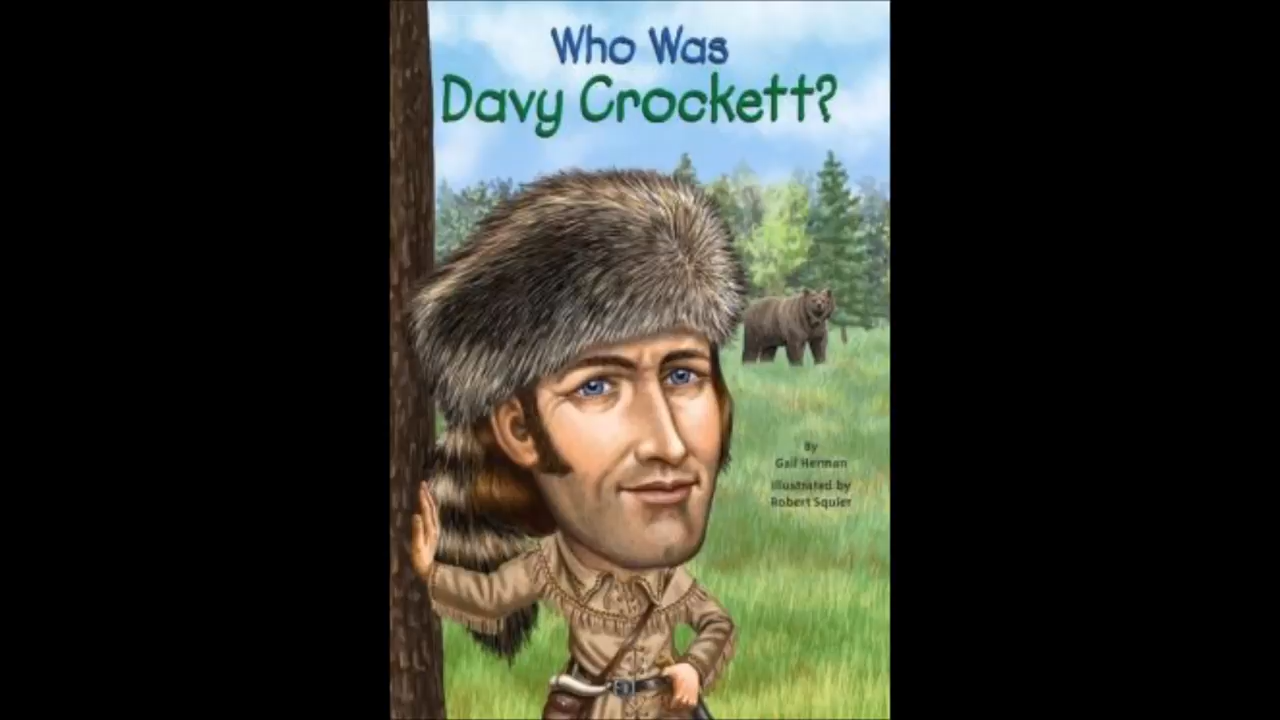 Who Was
Davy Crockett?
By
Gail Herman
Illustrated by
Robert Squier